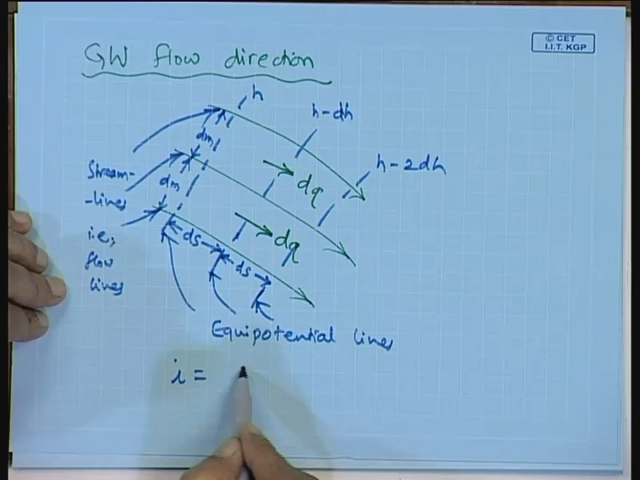 GW flow direction
© CET
I.I.T. KGP
h
h-dh
h-2dh
dm
dm
dq
dq
ds
ds
Stream-
-lines
i.e.,
flow
lines
Equipotential lines
i =